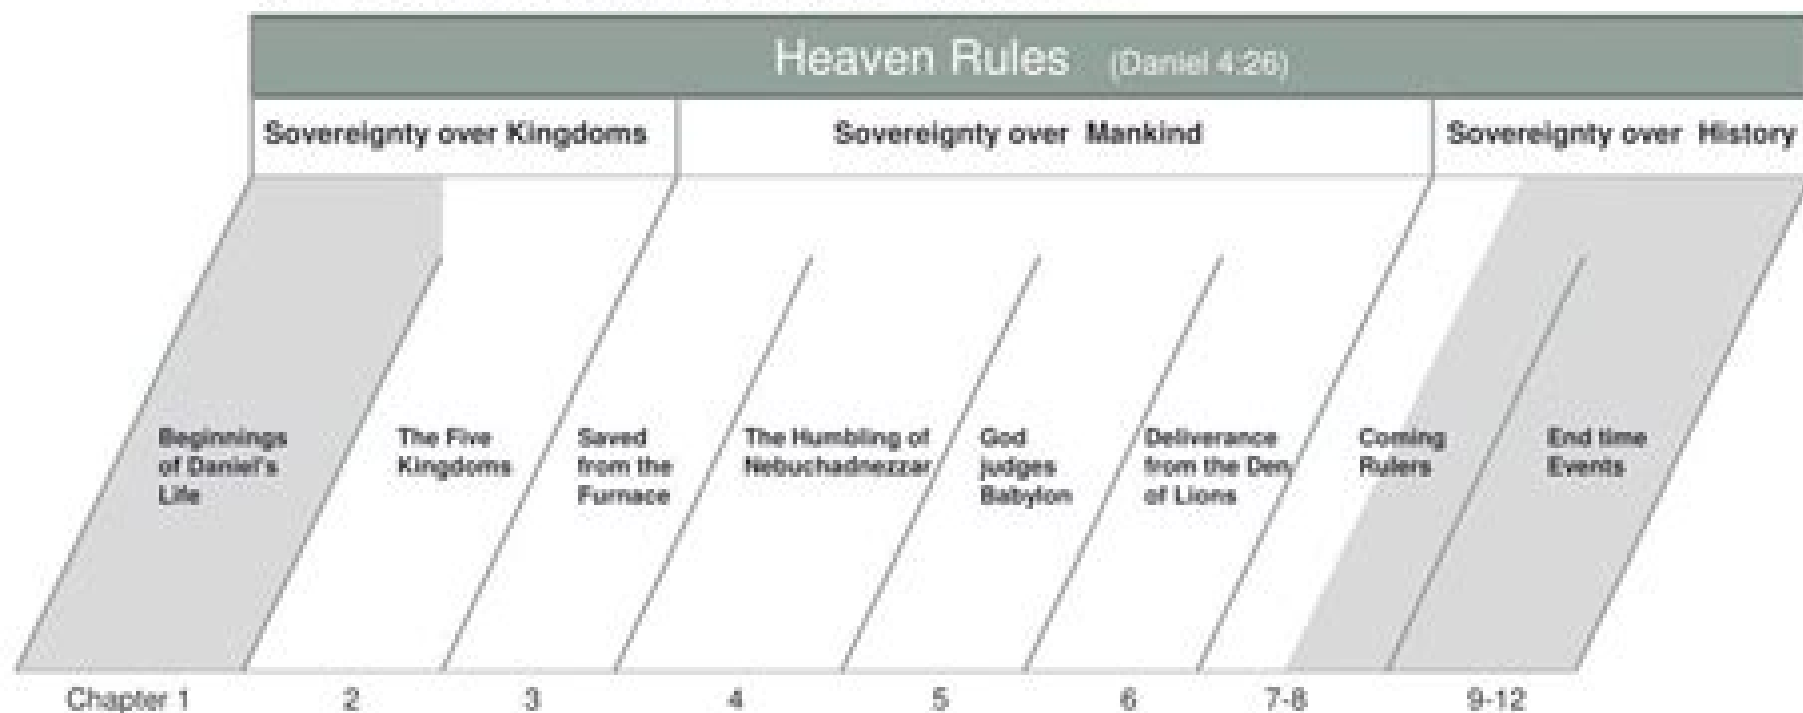 Heaven Rules (Daniel 4:26)
Sovereignty over Kingdoms
Sovereignty over Mankind
Sovereignty over History
Beginnings
of Daniel's
Life
The Five
Kingdoms
Saved
from the
Furnace
The Humbling of
Nebuchadnezzar
God
judges
Babylon
Deliverance
from the Den
of Lions
Coming
Rulers
End time
Events
Chapter 1 2 3 4 5 6 7-8 9-12